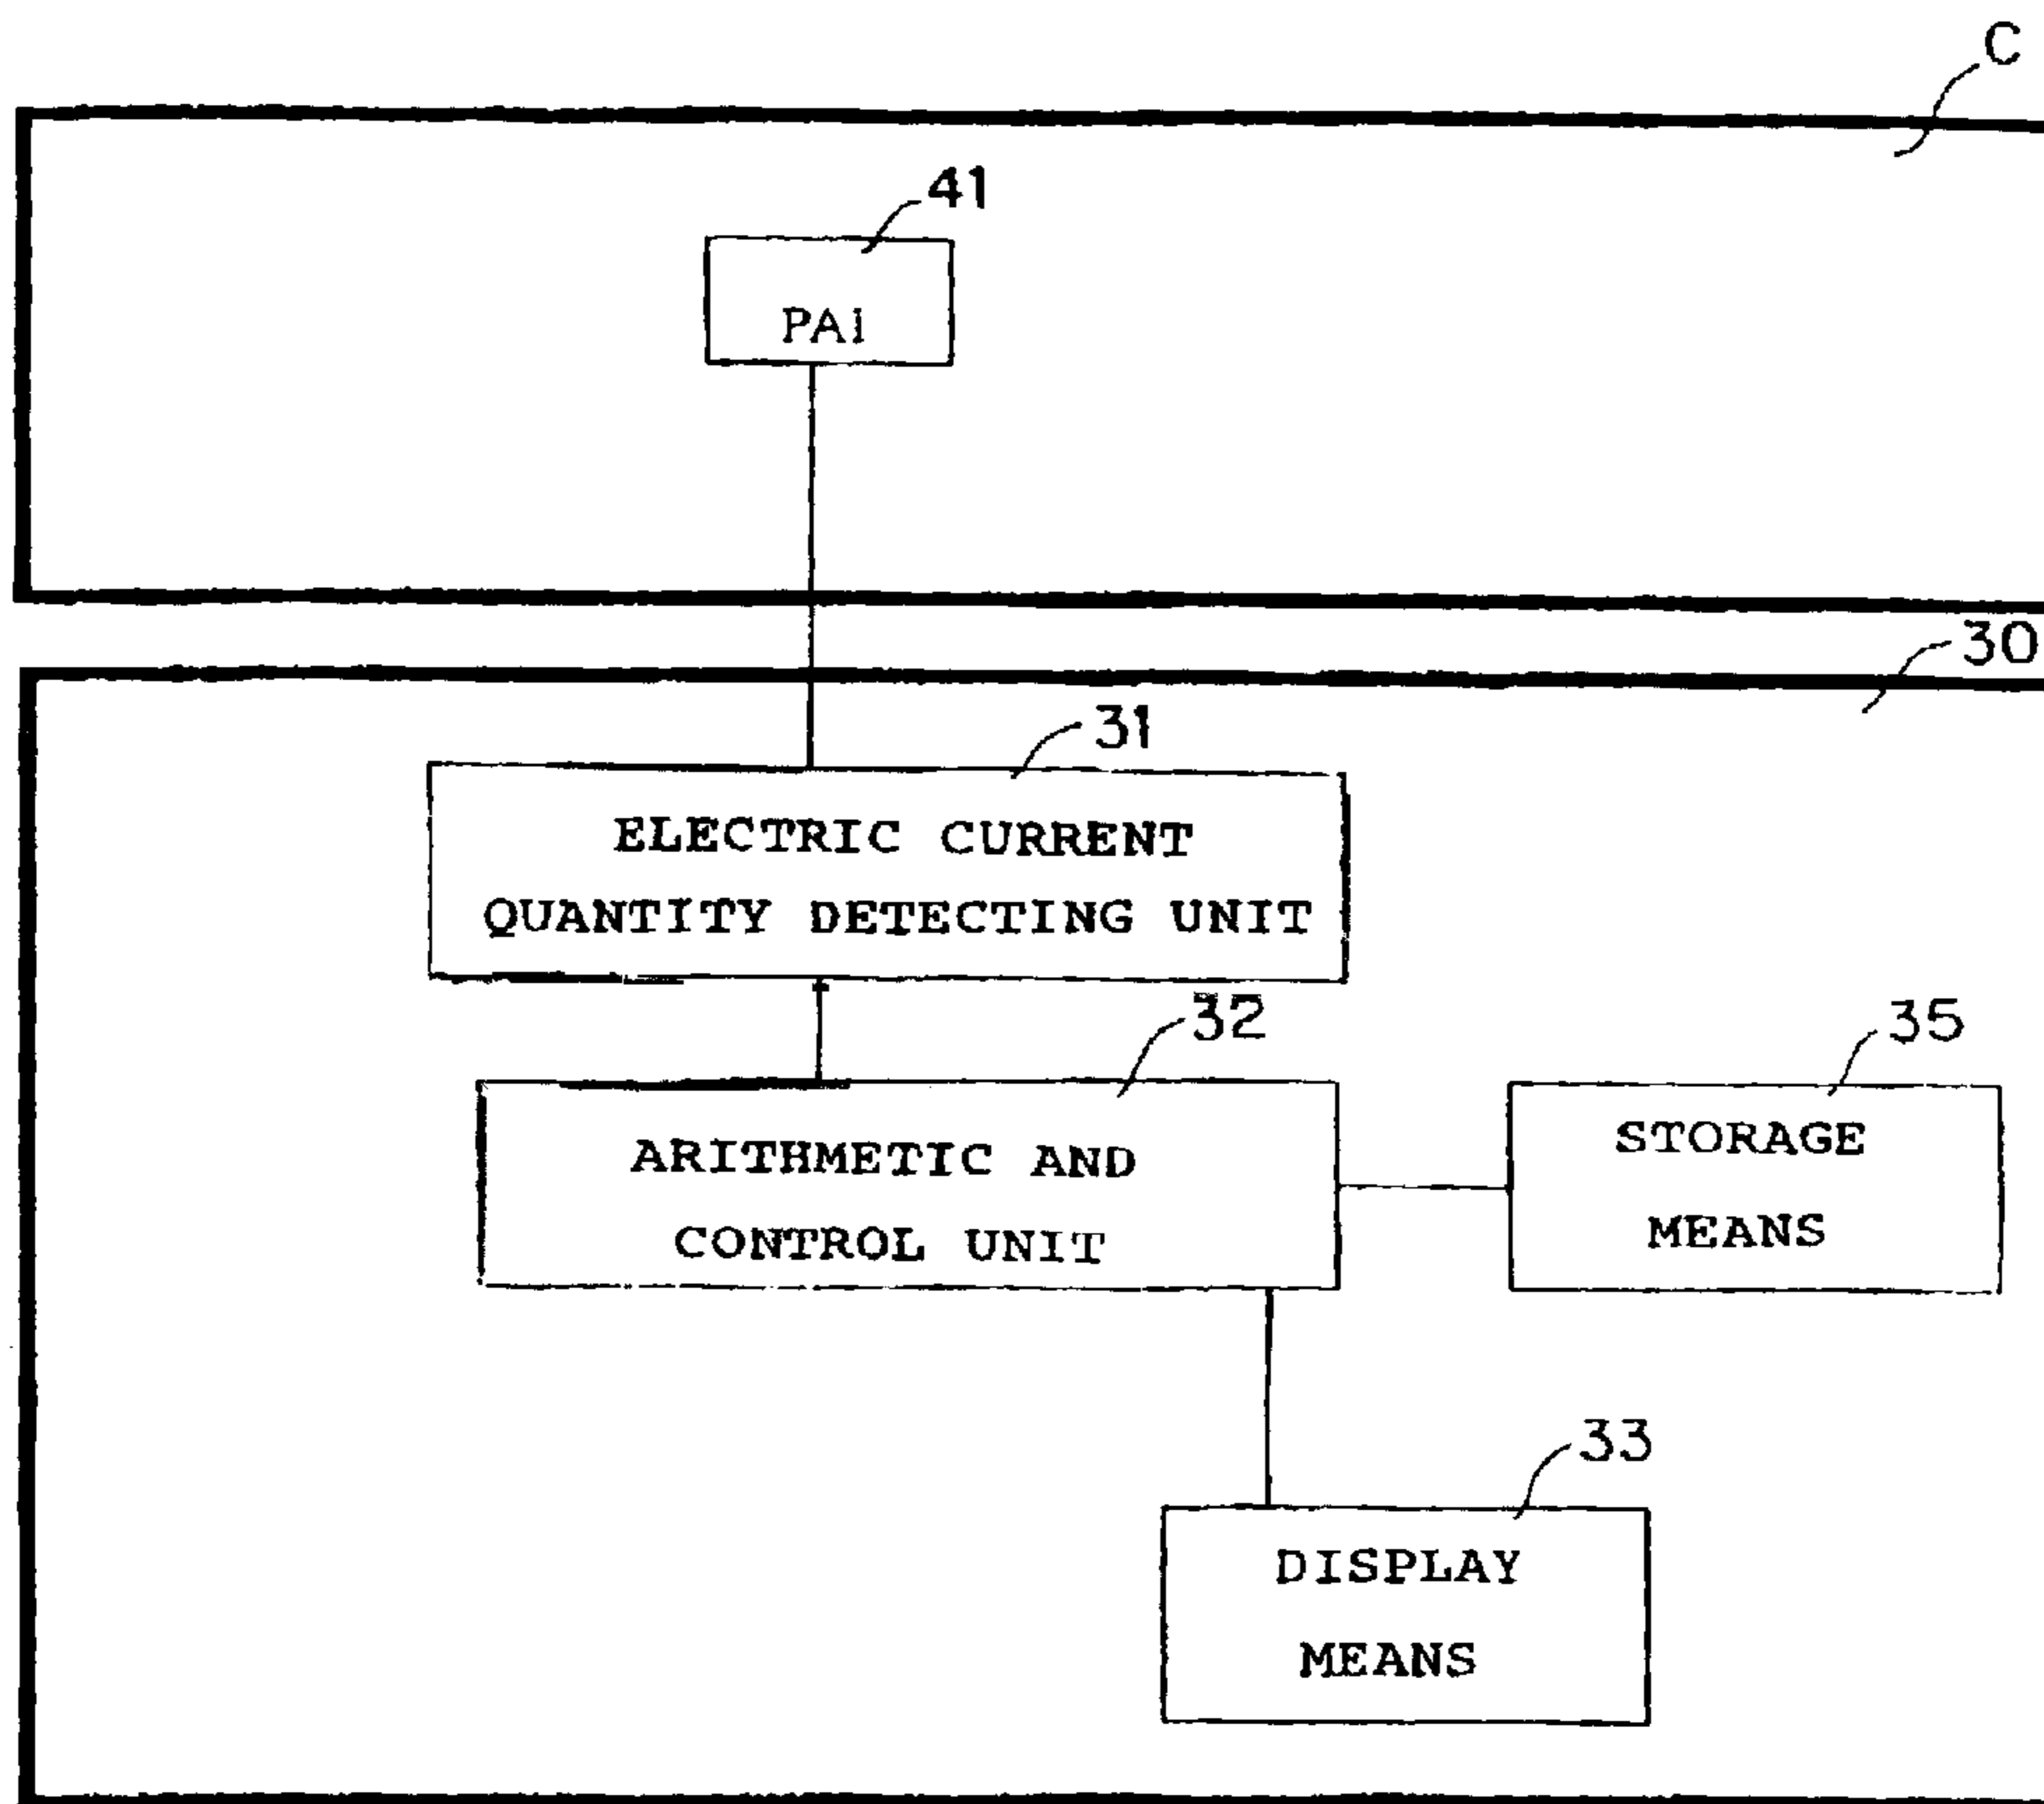 C
41
PA1
30
31
ELECTRIC CURRENT
QUANTITY DETECTING UNIT
32
35
ARITHMETIC AND
CONTROL UNIT
STORAGE
MEANS
33
DISPLAY
MEANS